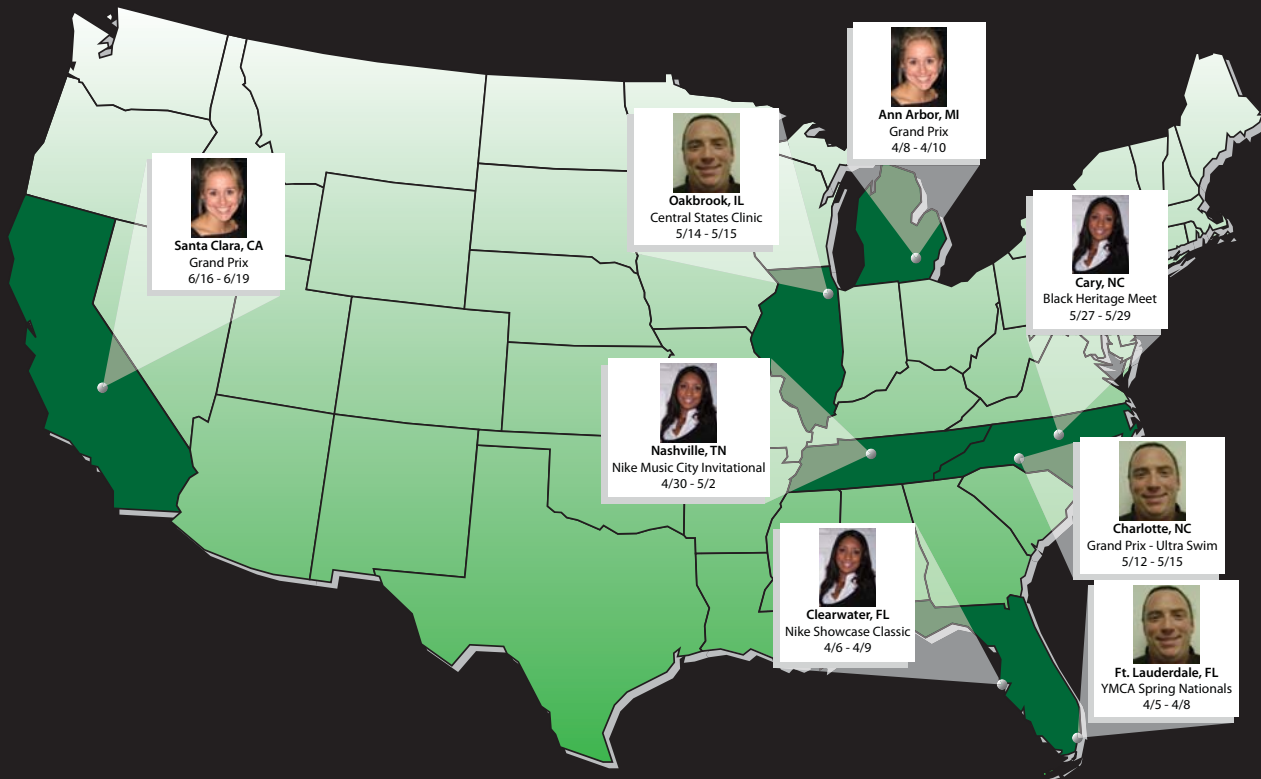 Ann Arbor, MI
Grand Prix
4/8 - 4/10
Oakbrook, IL
Central States Clinic
5/14 - 5/15
Santa Clara, CA
Grand Prix
6/16 - 6/19
Cary, NC
Black Heritage Meet
5/27 - 5/29
Nashville, TN
Nike Music City Invitational
4/30 - 5/2
Charlotte, NC
Grand Prix - Ultra Swim
5/12 - 5/15
Clearwater, FL
Nike Showcase Classic
4/6 - 4/9
Ft. Lauderdale, FL
YMCA Spring Nationals
4/5 - 4/8